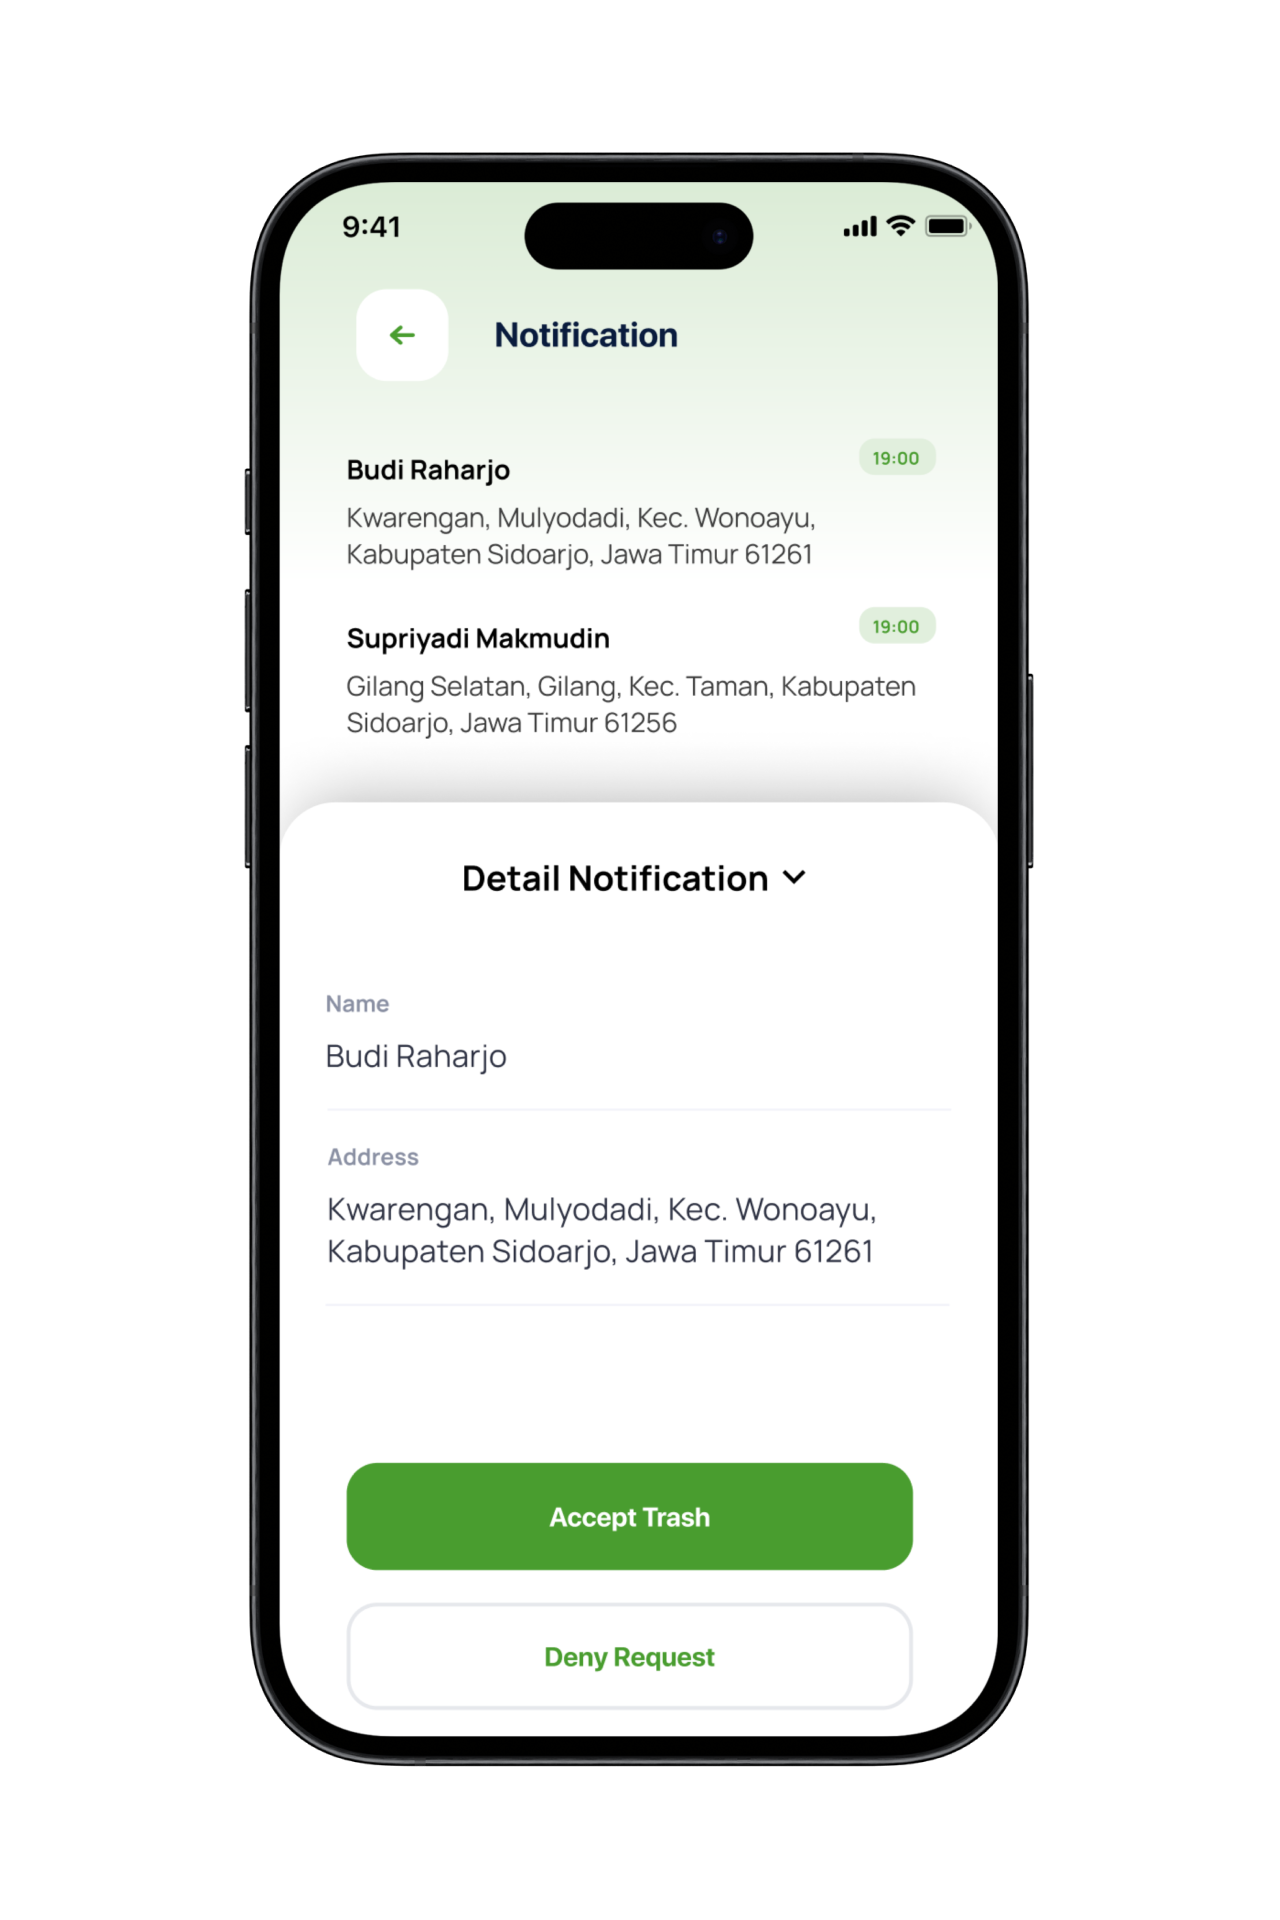 9:41
Notification
Budi Raharjo
19:00
Kwarengan, Mulyodadi, Kec. Wonoayu,
Kabupaten Sidoarjo, Jawa Timur 61261
Supriyadi Makmudin
19:00
Gilang Selatan, Gilang, Kec. Taman, Kabupaten
Sidoarjo, Jawa Timur 61256
Detail Notification
Name
Budi Raharjo
Address
Kwarengan, Mulyodadi, Kec. Wonoayu,
Kabupaten Sidoarjo, Jawa Timur 61261
Accept Trash
Deny Request